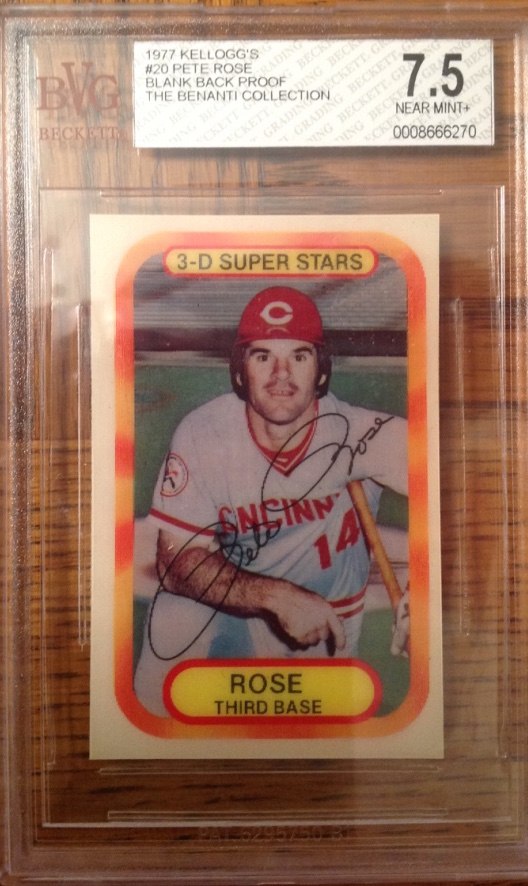 1977 KELLOGG'S
#20 PETE ROSE
BLANK BACK PROOF
THE BENANTI COLLECTION
7.5
NEAR MINT+
0008666270
BVG
BECKETT
3-D SUPER STARS
C
CINCINN
14
Pete Rose
ROSE
THIRD BASE